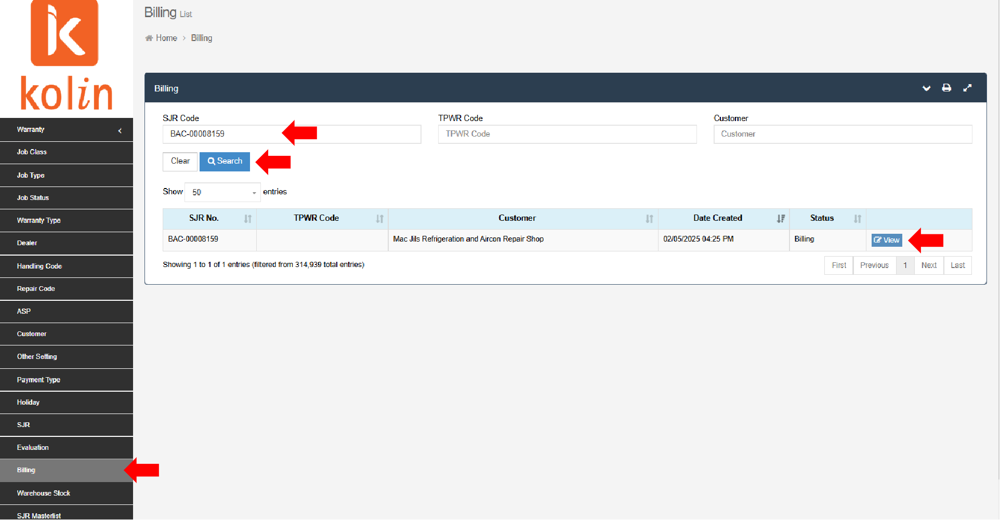 kolin
Warranty
Job Class
Job Type
Job Status
Warranty Type
Dealer
Handling Code
Repair Code
ASP
Customer
Other Setting
Payment Type
Holiday
SJR
Evaluation
Billing
Warehouse Stock
SJR Masterlist
Billing List
Home > Billing
Billing
SJR Code TPWR Code Customer
BAC-00008159 TPWR Code Customer
Clear Search
Show 50 entries
SJR No. TPWR Code Customer Date Created Status
BAC-00008159 Mac Jils Refrigeration and Aircon Repair Shop 02/05/2025 04:25 PM Billing View
Showing 1 to 1 of 1 entries (filtered from 314,939 total entries) First Previous 1 Next Last